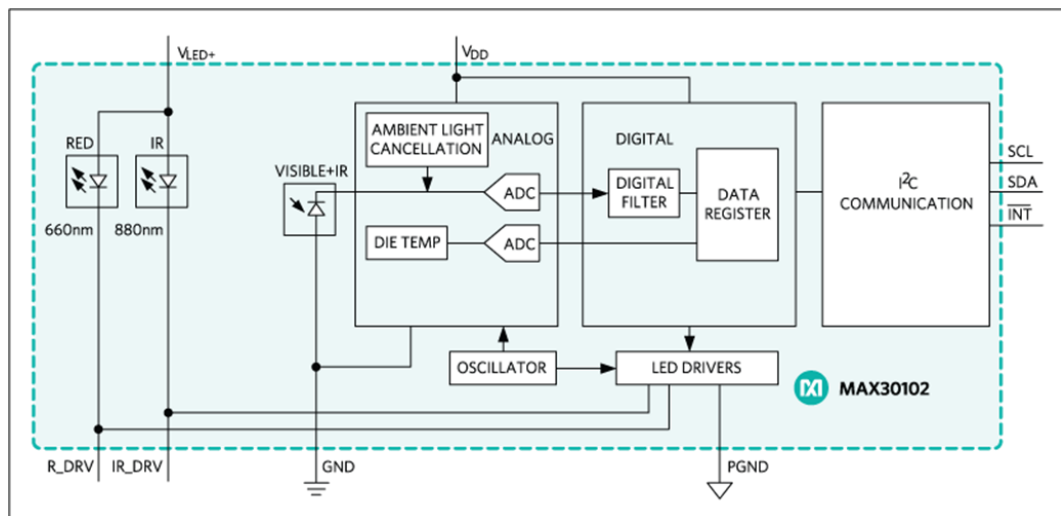 VLED+
VDD
RED
IR
660nm
880nm
VISIBLE+IR
AMBIENT LIGHT
CANCELLATION
ANALOG
ADC
DIE TEMP
ADC
DIGITAL
DIGITAL
FILTER
DATA
REGISTER
I2C
COMMUNICATION
SCL
SDA
INT
OSCILLATOR
LED DRIVERS
MAX30102
R_DRV
IR_DRV
GND
PGND